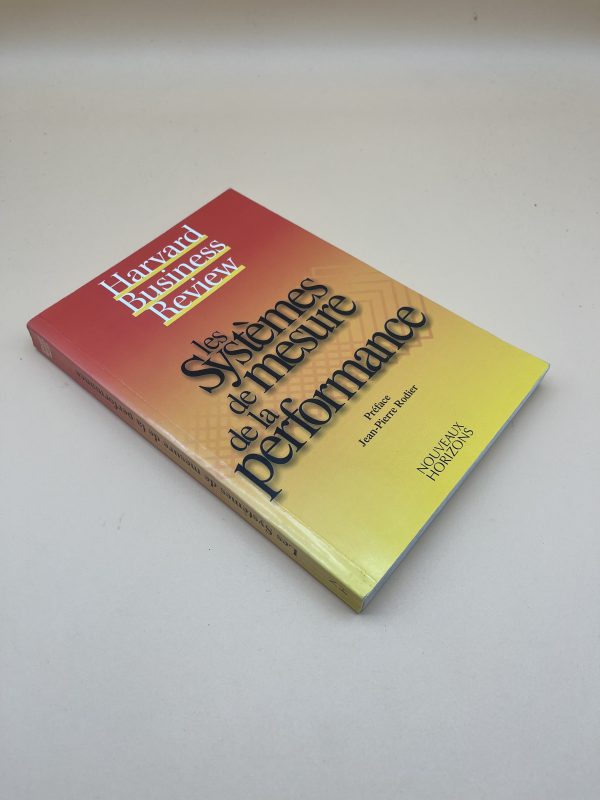 Harvard
Business
Review
les
Systèmes
de mesure
de la
performance
Préface
Jean-Pierre Rodier
NOUVEAUX
HORIZONS
Les Systèmes de mesure de la performance